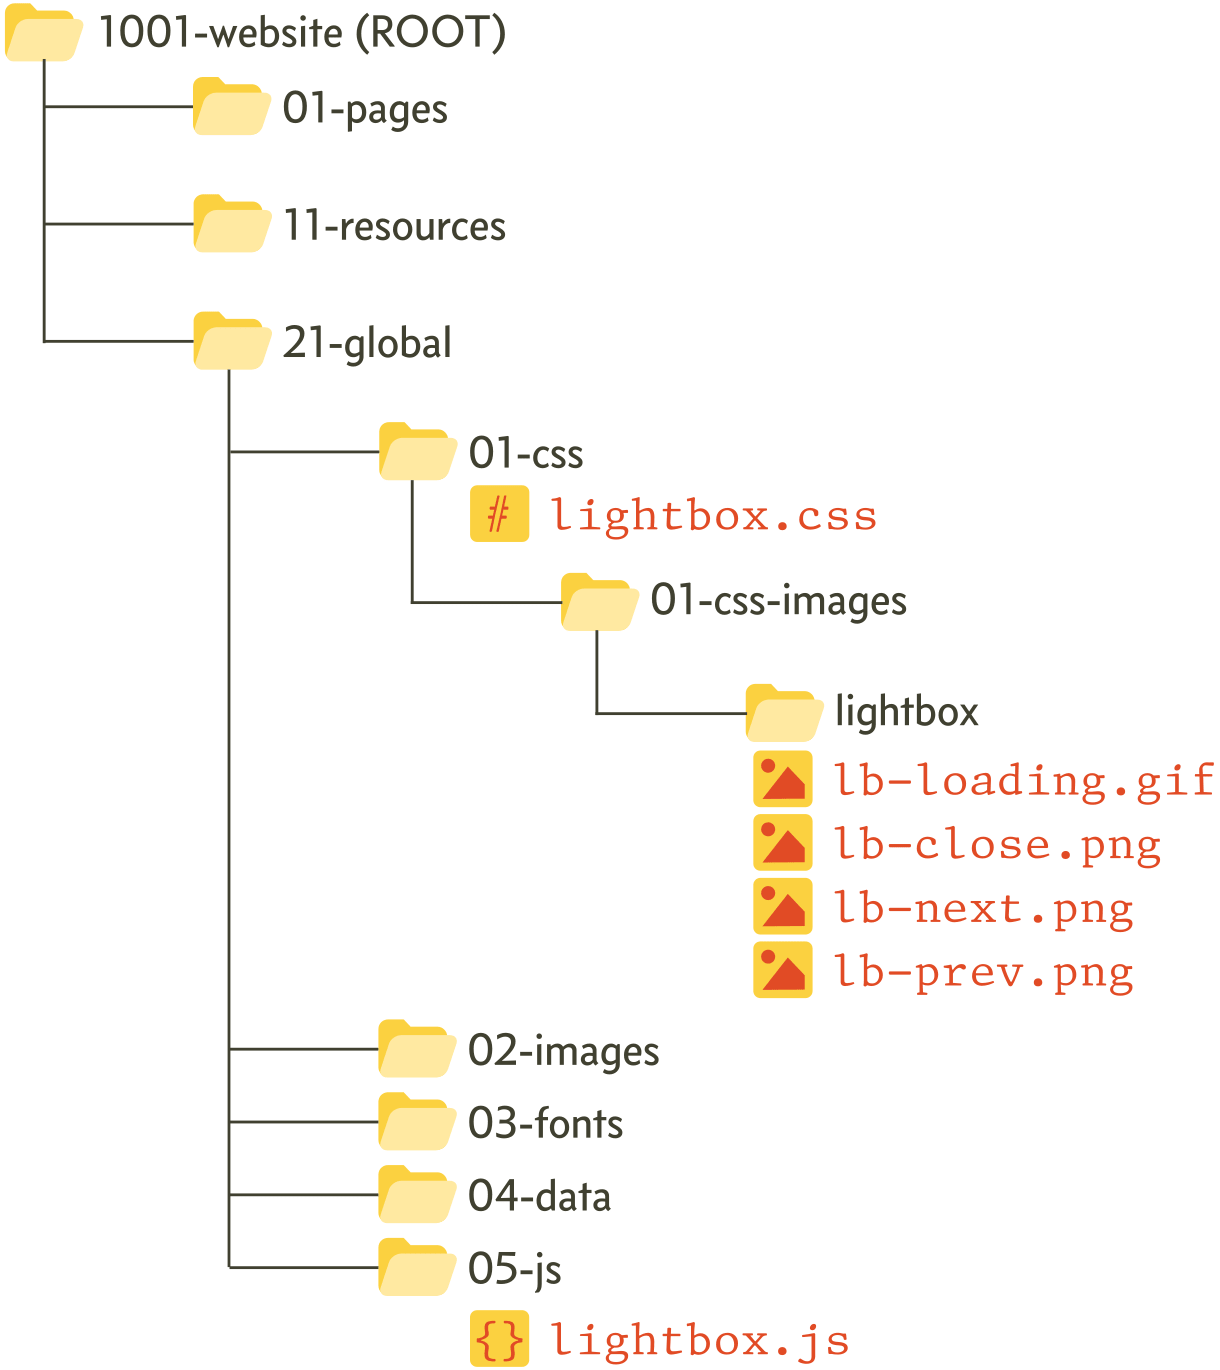 1001-website (ROOT)
01-pages
11-resources
21-global
01-css
# lightbox.css
01-css-images
lightbox
lb-loading.gif
lb-close.png
lb-next.png
lb-prev.png
02-images
03-fonts
04-data
05-js
{} lightbox.js